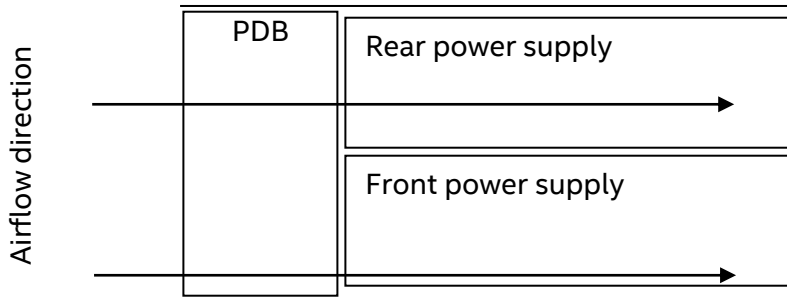 PDB
Rear power supply
Front power supply
Airflow direction